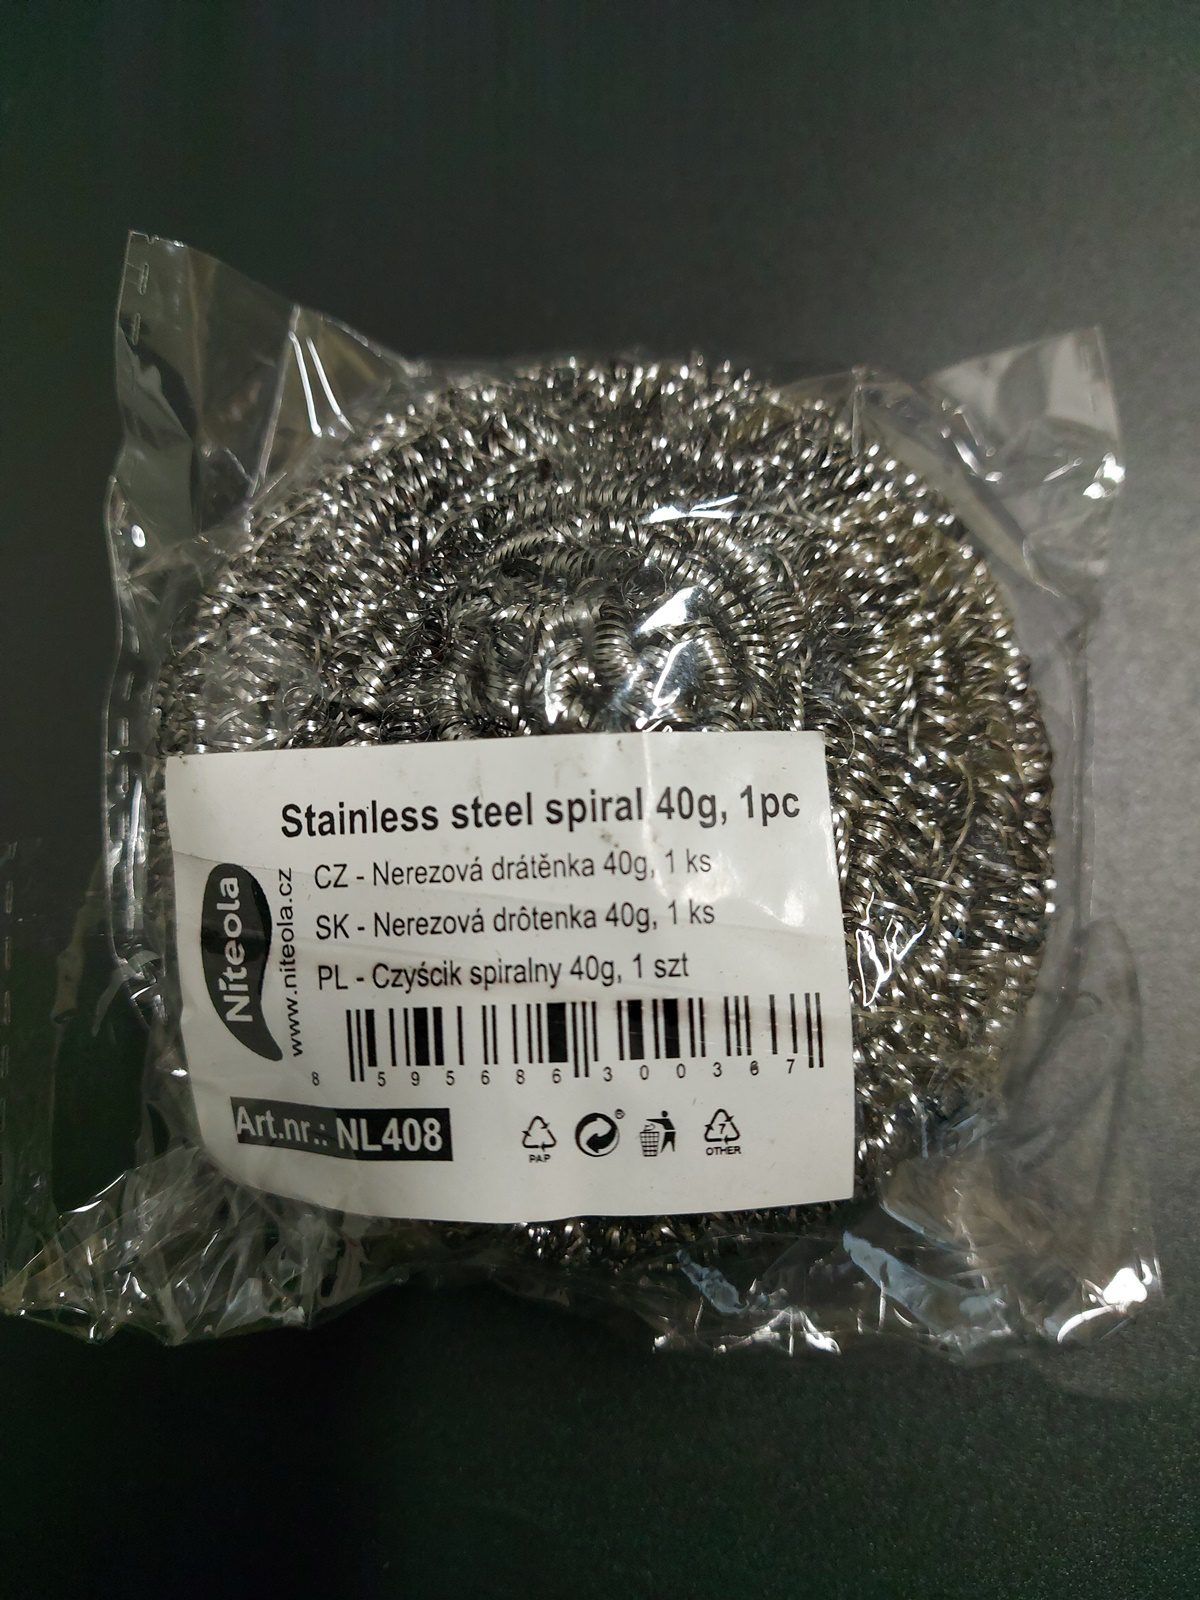 Stainless steel spiral 40g, 1pc
CZ - Nerezová drátěnka 40g, 1 ks
SK - Nerezová drôtenka 40g, 1 ks
PL - Czyścik spiralny 40g, 1 szt
Niteola
www.niteola.cz
8 595686 300367
Art.nr.: NL408
PAP
7
OTHER